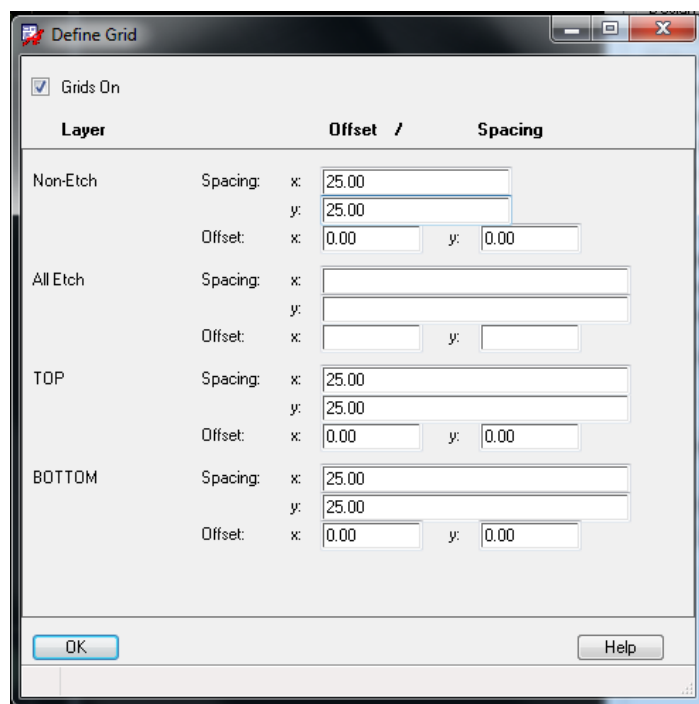 Define Grid
Grids On
Layer Offset / Spacing
Non-Etch Spacing: x: 25.00
y: 25.00
Offset: x: 0.00 y: 0.00
All Etch Spacing: x:
y:
Offset: x: y:
TOP Spacing: x: 25.00
y: 25.00
Offset: x: 0.00 y: 0.00
BOTTOM Spacing: x: 25.00
y: 25.00
Offset: x: 0.00 y: 0.00
OK Help